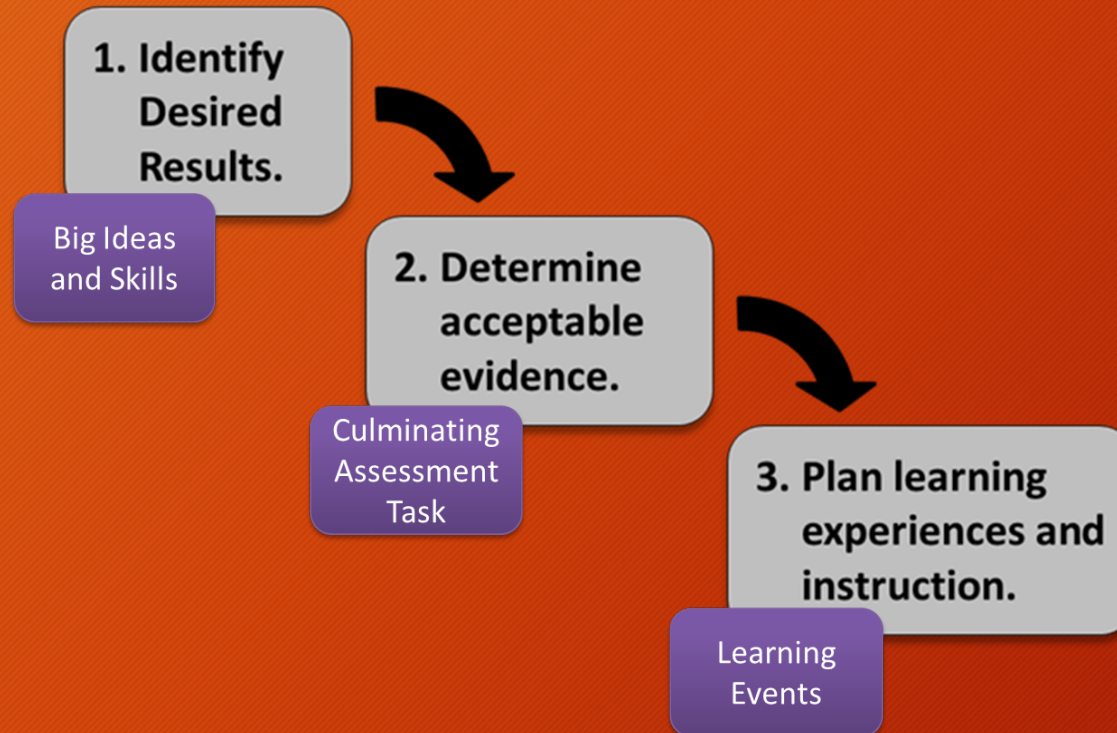 1. Identify
Desired
Results.
Big Ideas
and Skills
2. Determine
acceptable
evidence.
Culminating
Assessment
Task
3. Plan learning
experiences and
instruction.
Learning
Events